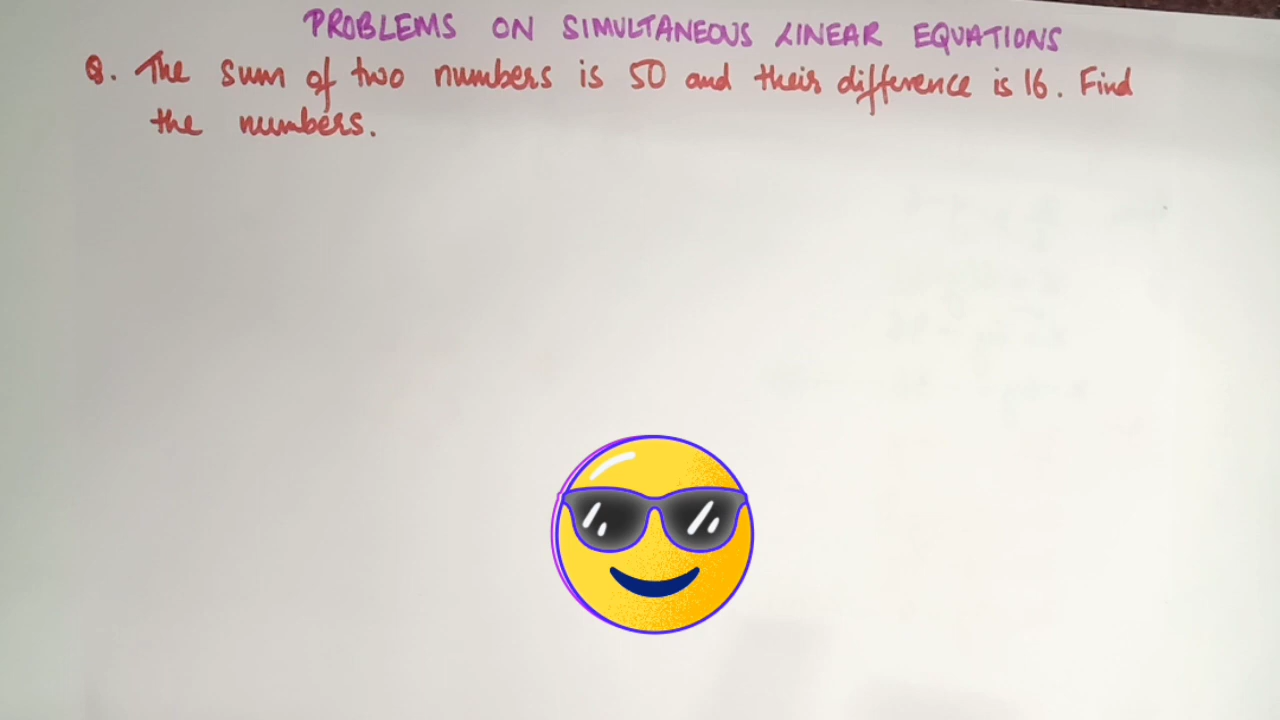 PROBLEMS ON SIMULTANEOUS LINEAR EQUATIONS
Q. The sum of two numbers is 50 and their difference is 16. Find
the numbers.